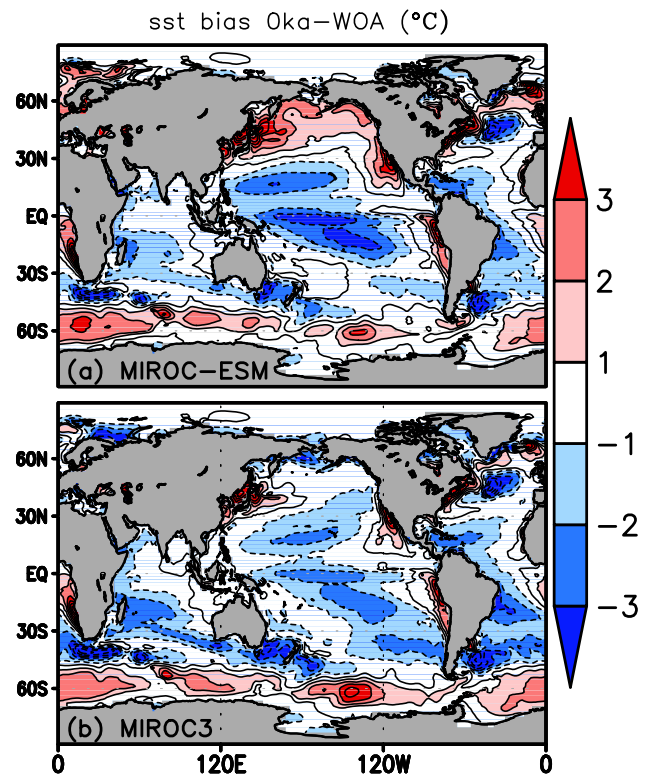 sst bias Oka−WOA (°C)
60N
30N
EQ
30S
60S
(a) MIROC−ESM
3
2
1
−1
−2
−3
60N
30N
EQ
30S
60S
(b) MIROC3
0 120E 120W 0